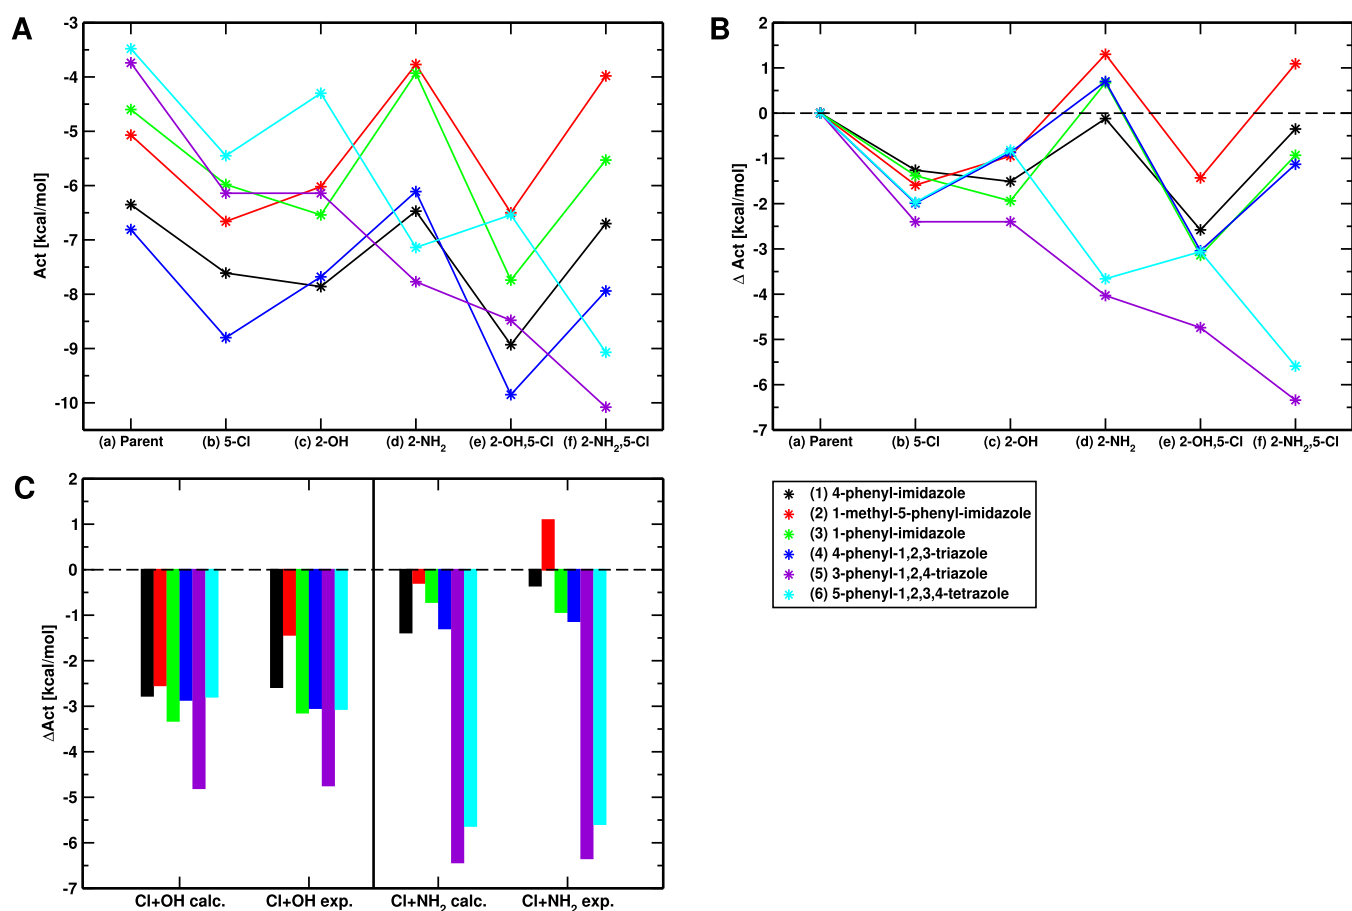 A
Act [kcal/mol]
-3
-4
-5
-6
-7
-8
-9
-10
(a) Parent (b) 5-Cl (c) 2-OH (d) 2-NH2 (e) 2-OH,5-Cl (f) 2-NH2,5-Cl
B
Δ Act [kcal/mol]
2
1
0
-1
-2
-3
-4
-5
-6
-7
(a) Parent (b) 5-Cl (c) 2-OH (d) 2-NH2 (e) 2-OH,5-Cl (f) 2-NH2,5-Cl
C
ΔAct [kcal/mol]
2
1
0
-1
-2
-3
-4
-5
-6
-7
Cl+OH calc. Cl+OH exp. Cl+NH2 calc. Cl+NH2 exp.
(1) 4-phenyl-imidazole
(2) 1-methyl-5-phenyl-imidazole
(3) 1-phenyl-imidazole
(4) 4-phenyl-1,2,3-triazole
(5) 3-phenyl-1,2,4-triazole
(6) 5-phenyl-1,2,3,4-tetrazole